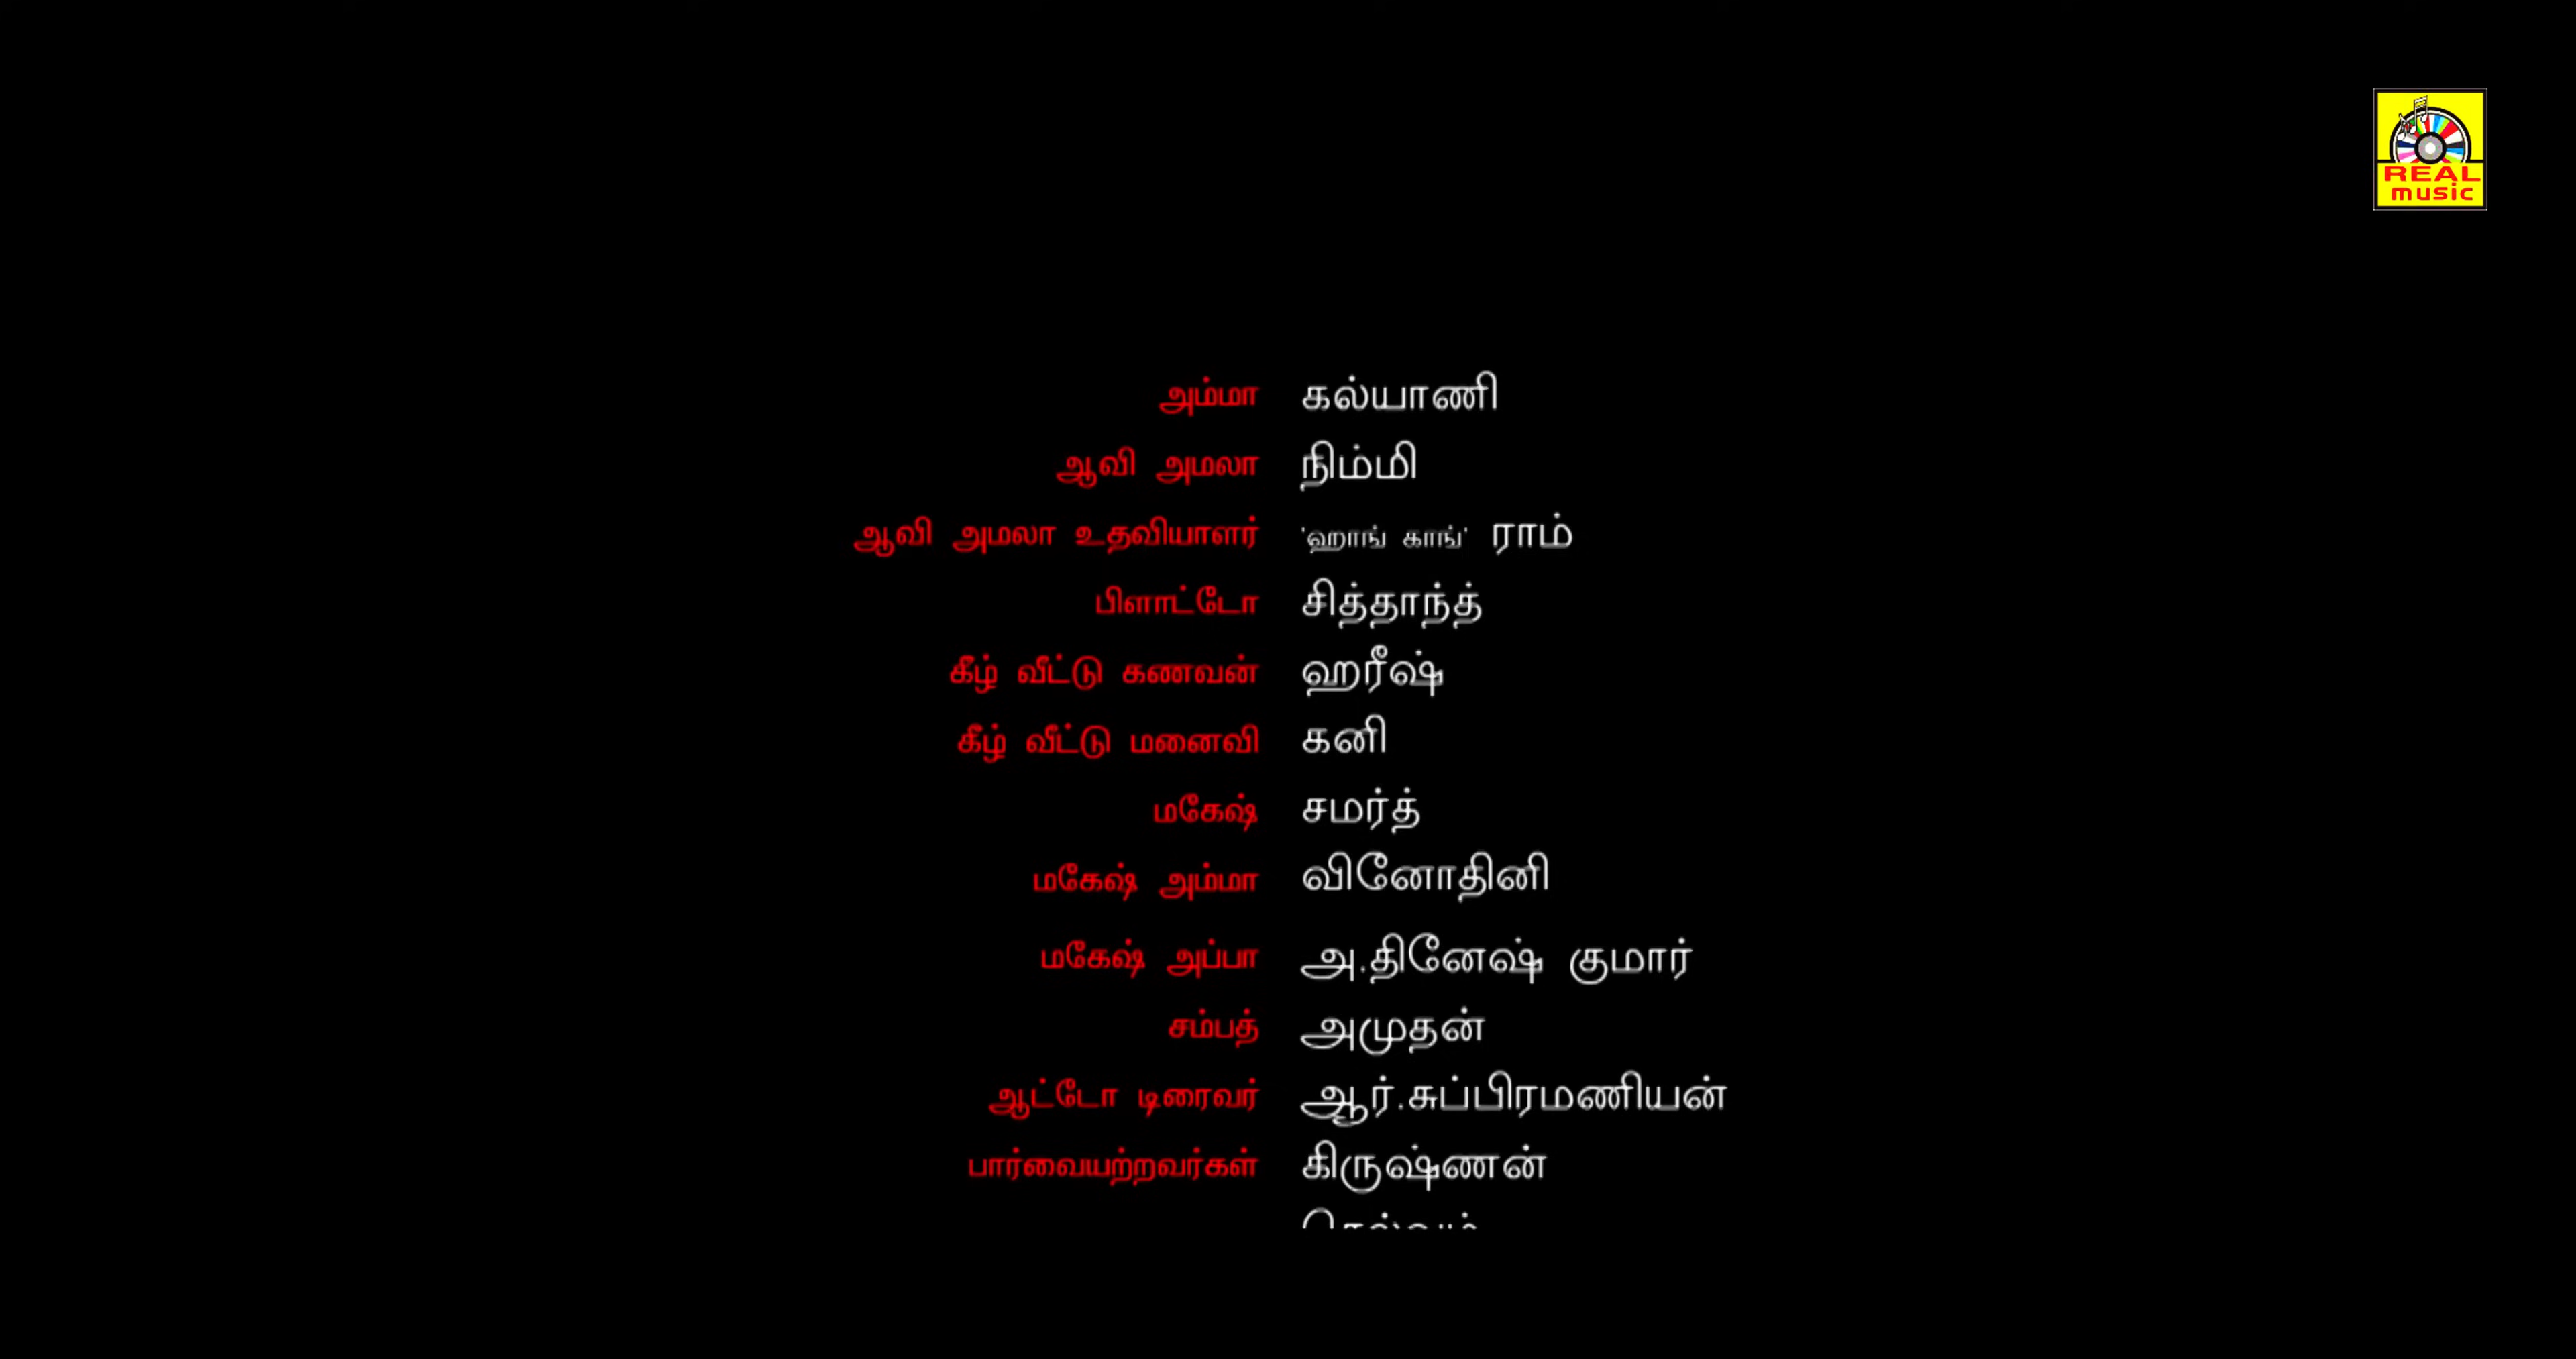 REAL
music
அம்மா கல்யாணி
ஆவி அமலா நிம்மி
ஆவி அமலா உதவியாளர் 'ஹாங் காங்' ராம்
பிளாட்டோ சித்தாந்த்
கீழ் வீட்டு கணவன் ஹரீஷ்
கீழ் வீட்டு மனைவி கனி
மகேஷ் சமர்த்
மகேஷ் அம்மா வினோதினி
மகேஷ் அப்பா அ.தினேஷ் குமார்
சம்பத் அமுதன்
ஆட்டோ டிரைவர் ஆர்.சுப்பிரமணியன்
பார்வையற்றவர்கள் கிருஷ்ணன்